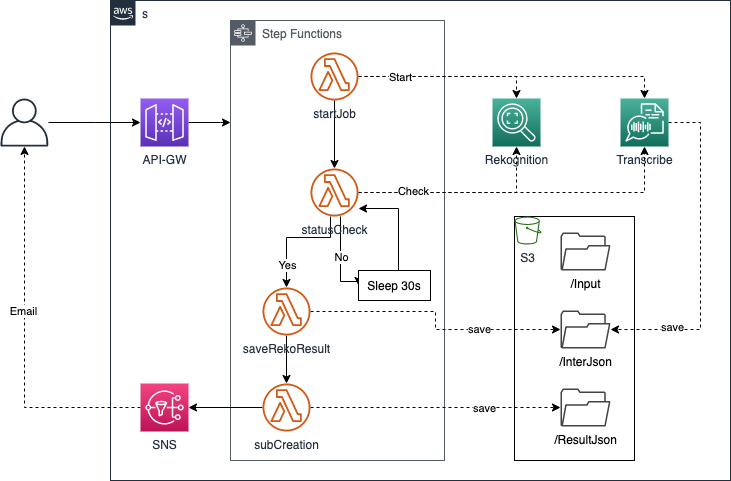 aws
s
Step Functions
Start
startJob
API-GW
Rekognition
Transcribe
Check
statusCheck
S3
No
Yes
Sleep 30s
/Input
Email
save
save
saveRekoResult
/InterJson
save
SNS
subCreation
/ResultJson